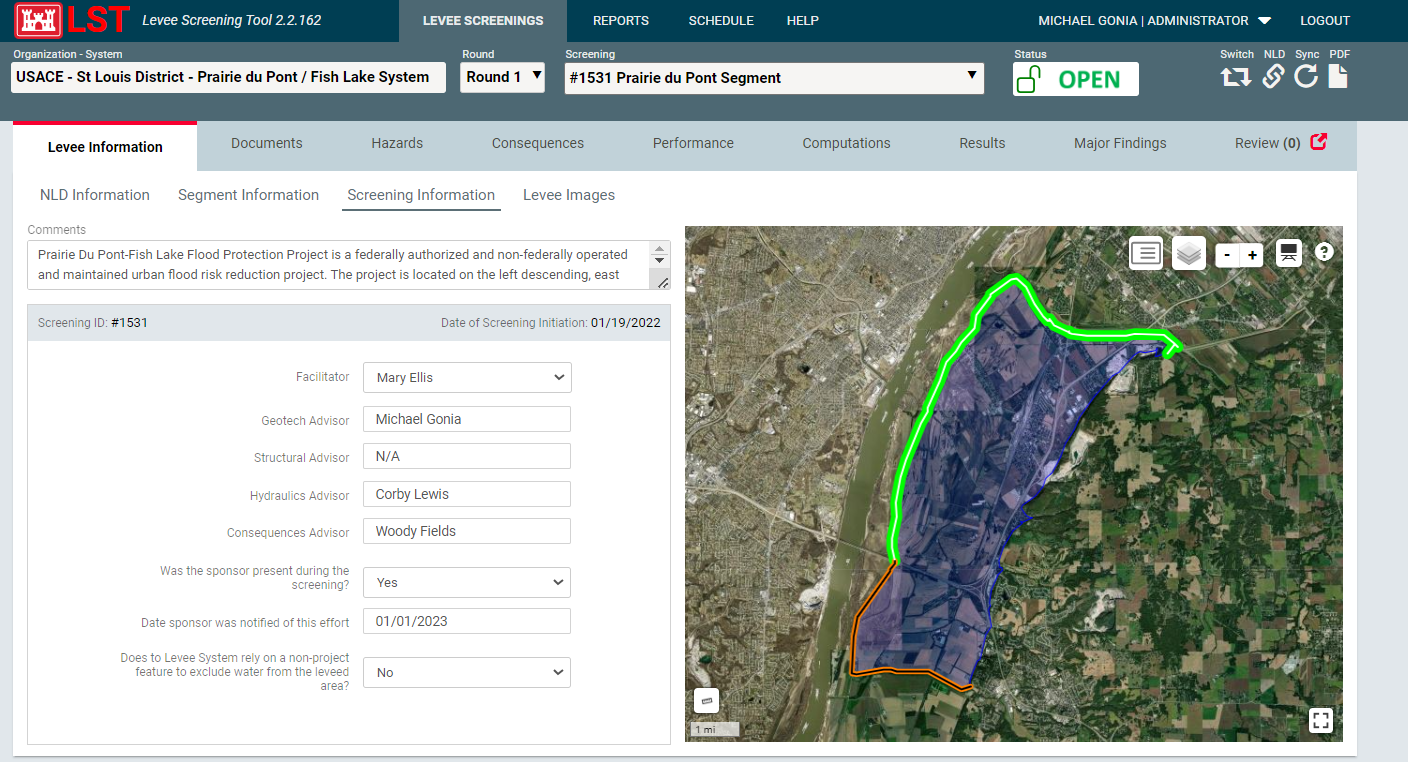 LST
Levee Screening Tool 2.2.162
LEVEE SCREENINGS
REPORTS
SCHEDULE
HELP
MICHAEL GONIA | ADMINISTRATOR
LOGOUT
Organization - System
Round
Screening
Status
Switch
NLD
Sync
PDF
USACE - St Louis District - Prairie du Pont / Fish Lake System
Round 1
#1531 Prairie du Pont Segment
OPEN
Levee Information
Documents
Hazards
Consequences
Performance
Computations
Results
Major Findings
Review (0)
NLD Information
Segment Information
Screening Information
Levee Images
Comments
Prairie Du Pont-Fish Lake Flood Protection Project is a federally authorized and non-federally operated
and maintained urban flood risk reduction project. The project is located on the left descending, east
Screening ID: #1531
Date of Screening Initiation: 01/19/2022
Facilitator
Mary Ellis
Geotech Advisor
Michael Gonia
Structural Advisor
N/A
Hydraulics Advisor
Corby Lewis
Consequences Advisor
Woody Fields
Was the sponsor present during the
screening?
Yes
Date sponsor was notified of this effort
01/01/2023
Does to Levee System rely on a non-project
feature to exclude water from the leveed
area?
No
-
+
?
1 mi